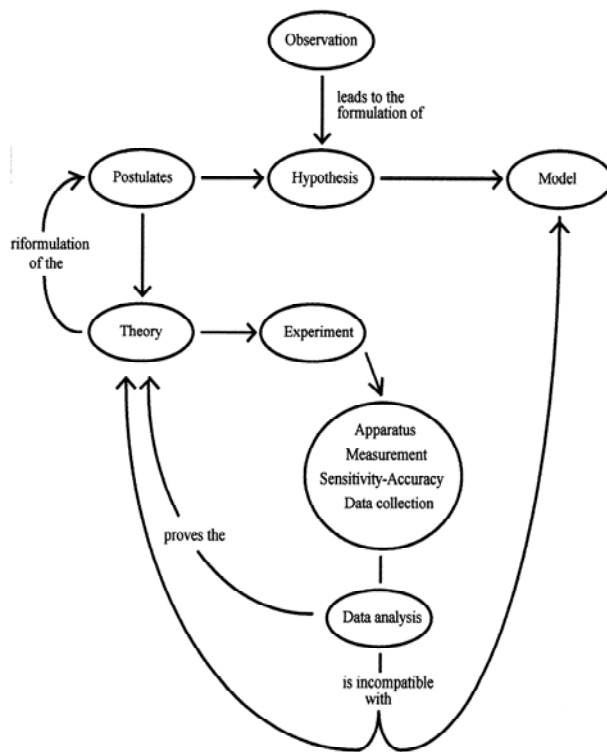 Observation
leads to the
formulation of
Postulates
Hypothesis
Model
riformulation
of the
Theory
Experiment
Apparatus
Measurement
Sensitivity-Accuracy
Data collection
proves the
Data analysis
is incompatible
with